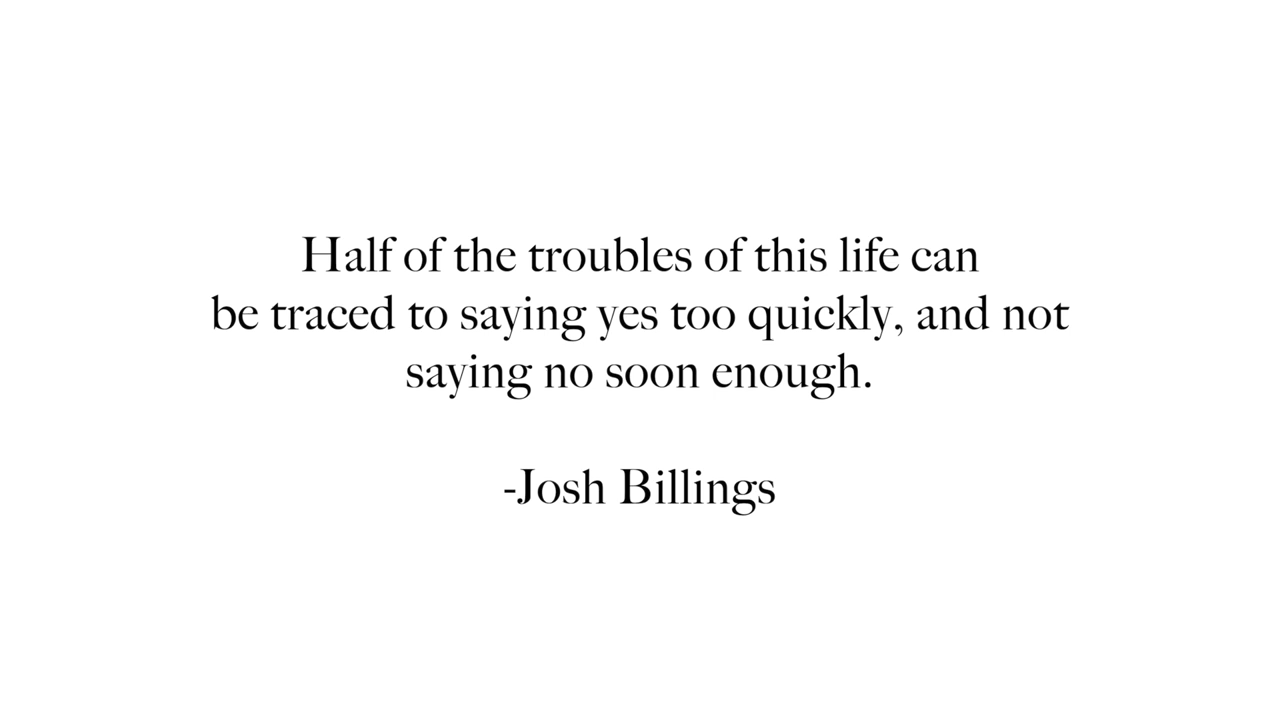 Half of the troubles of this life can
be traced to saying yes too quickly, and not
saying no soon enough.
-Josh Billings